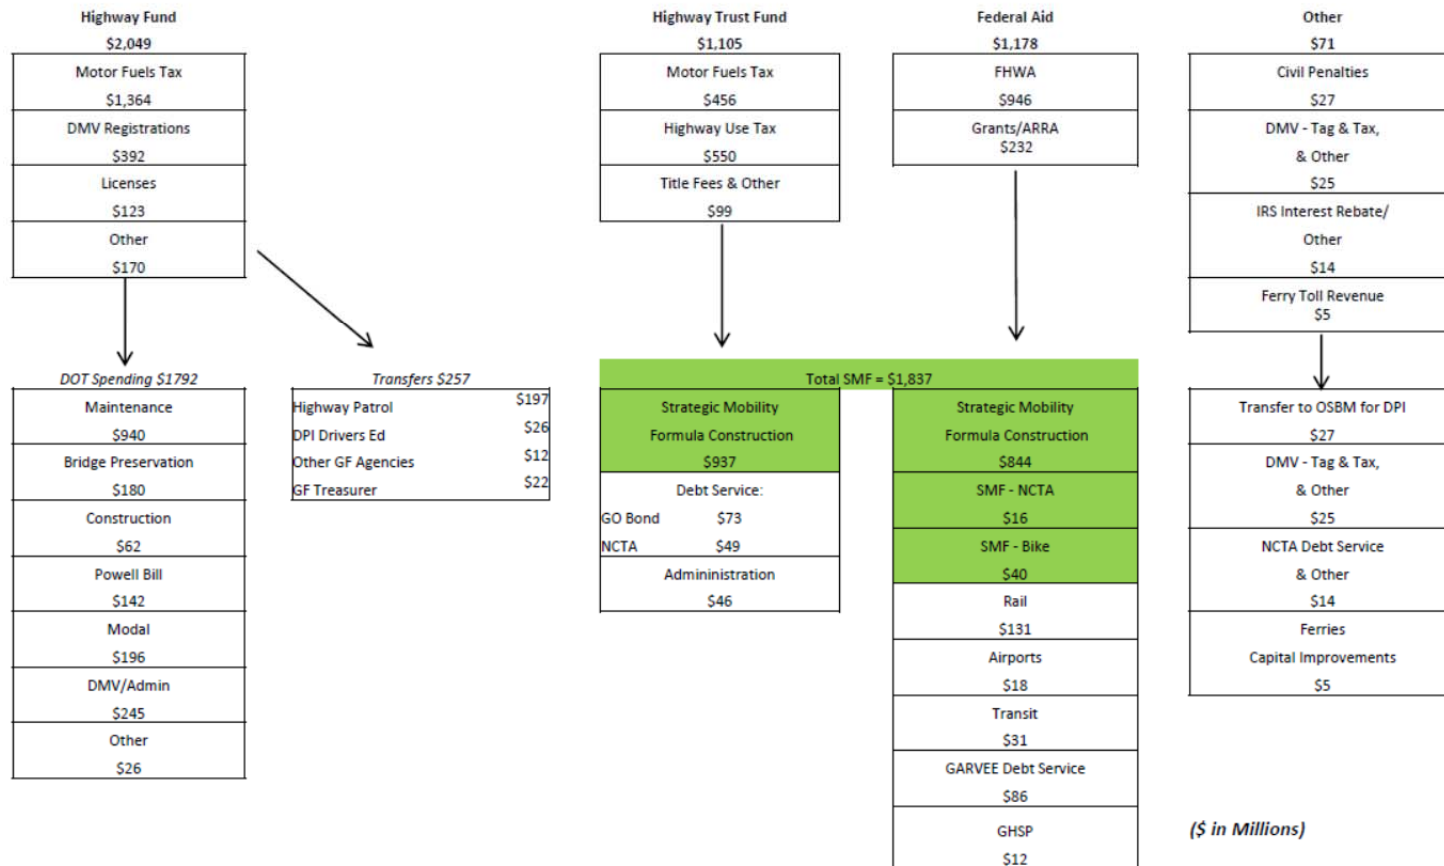 Highway Fund
$2,049
Motor Fuels Tax
$1,364
DMV Registrations
$392
Licenses
$123
Other
$170
Highway Trust Fund
$1,105
Motor Fuels Tax
$456
Highway Use Tax
$550
Title Fees & Other
$99
Federal Aid
$1,178
FHWA
$946
Grants/ARRA
$232
Other
$71
Civil Penalties
$27
DMV - Tag & Tax,
& Other
$25
IRS Interest Rebate/
Other
$14
Ferry Toll Revenue
$5
DOT Spending $1792
Maintenance
$940
Bridge Preservation
$180
Construction
$62
Powell Bill
$142
Modal
$196
DMV/Admin
$245
Other
$26
Transfers $257
Highway Patrol $197
DPI Drivers Ed $26
Other GF Agencies $12
GF Treasurer $22
Total SMF = $1,837
Strategic Mobility
Formula Construction
$937
Debt Service:
GO Bond $73
NCTA $49
Admininistration
$46
Strategic Mobility
Formula Construction
$844
SMF - NCTA
$16
SMF - Bike
$40
Rail
$131
Airports
$18
Transit
$31
GARVEE Debt Service
$86
GHSP
$12
Transfer to OSBM for DPI
$27
DMV - Tag & Tax,
& Other
$25
NCTA Debt Service
& Other
$14
Ferries
Capital Improvements
$5
($ in Millions)